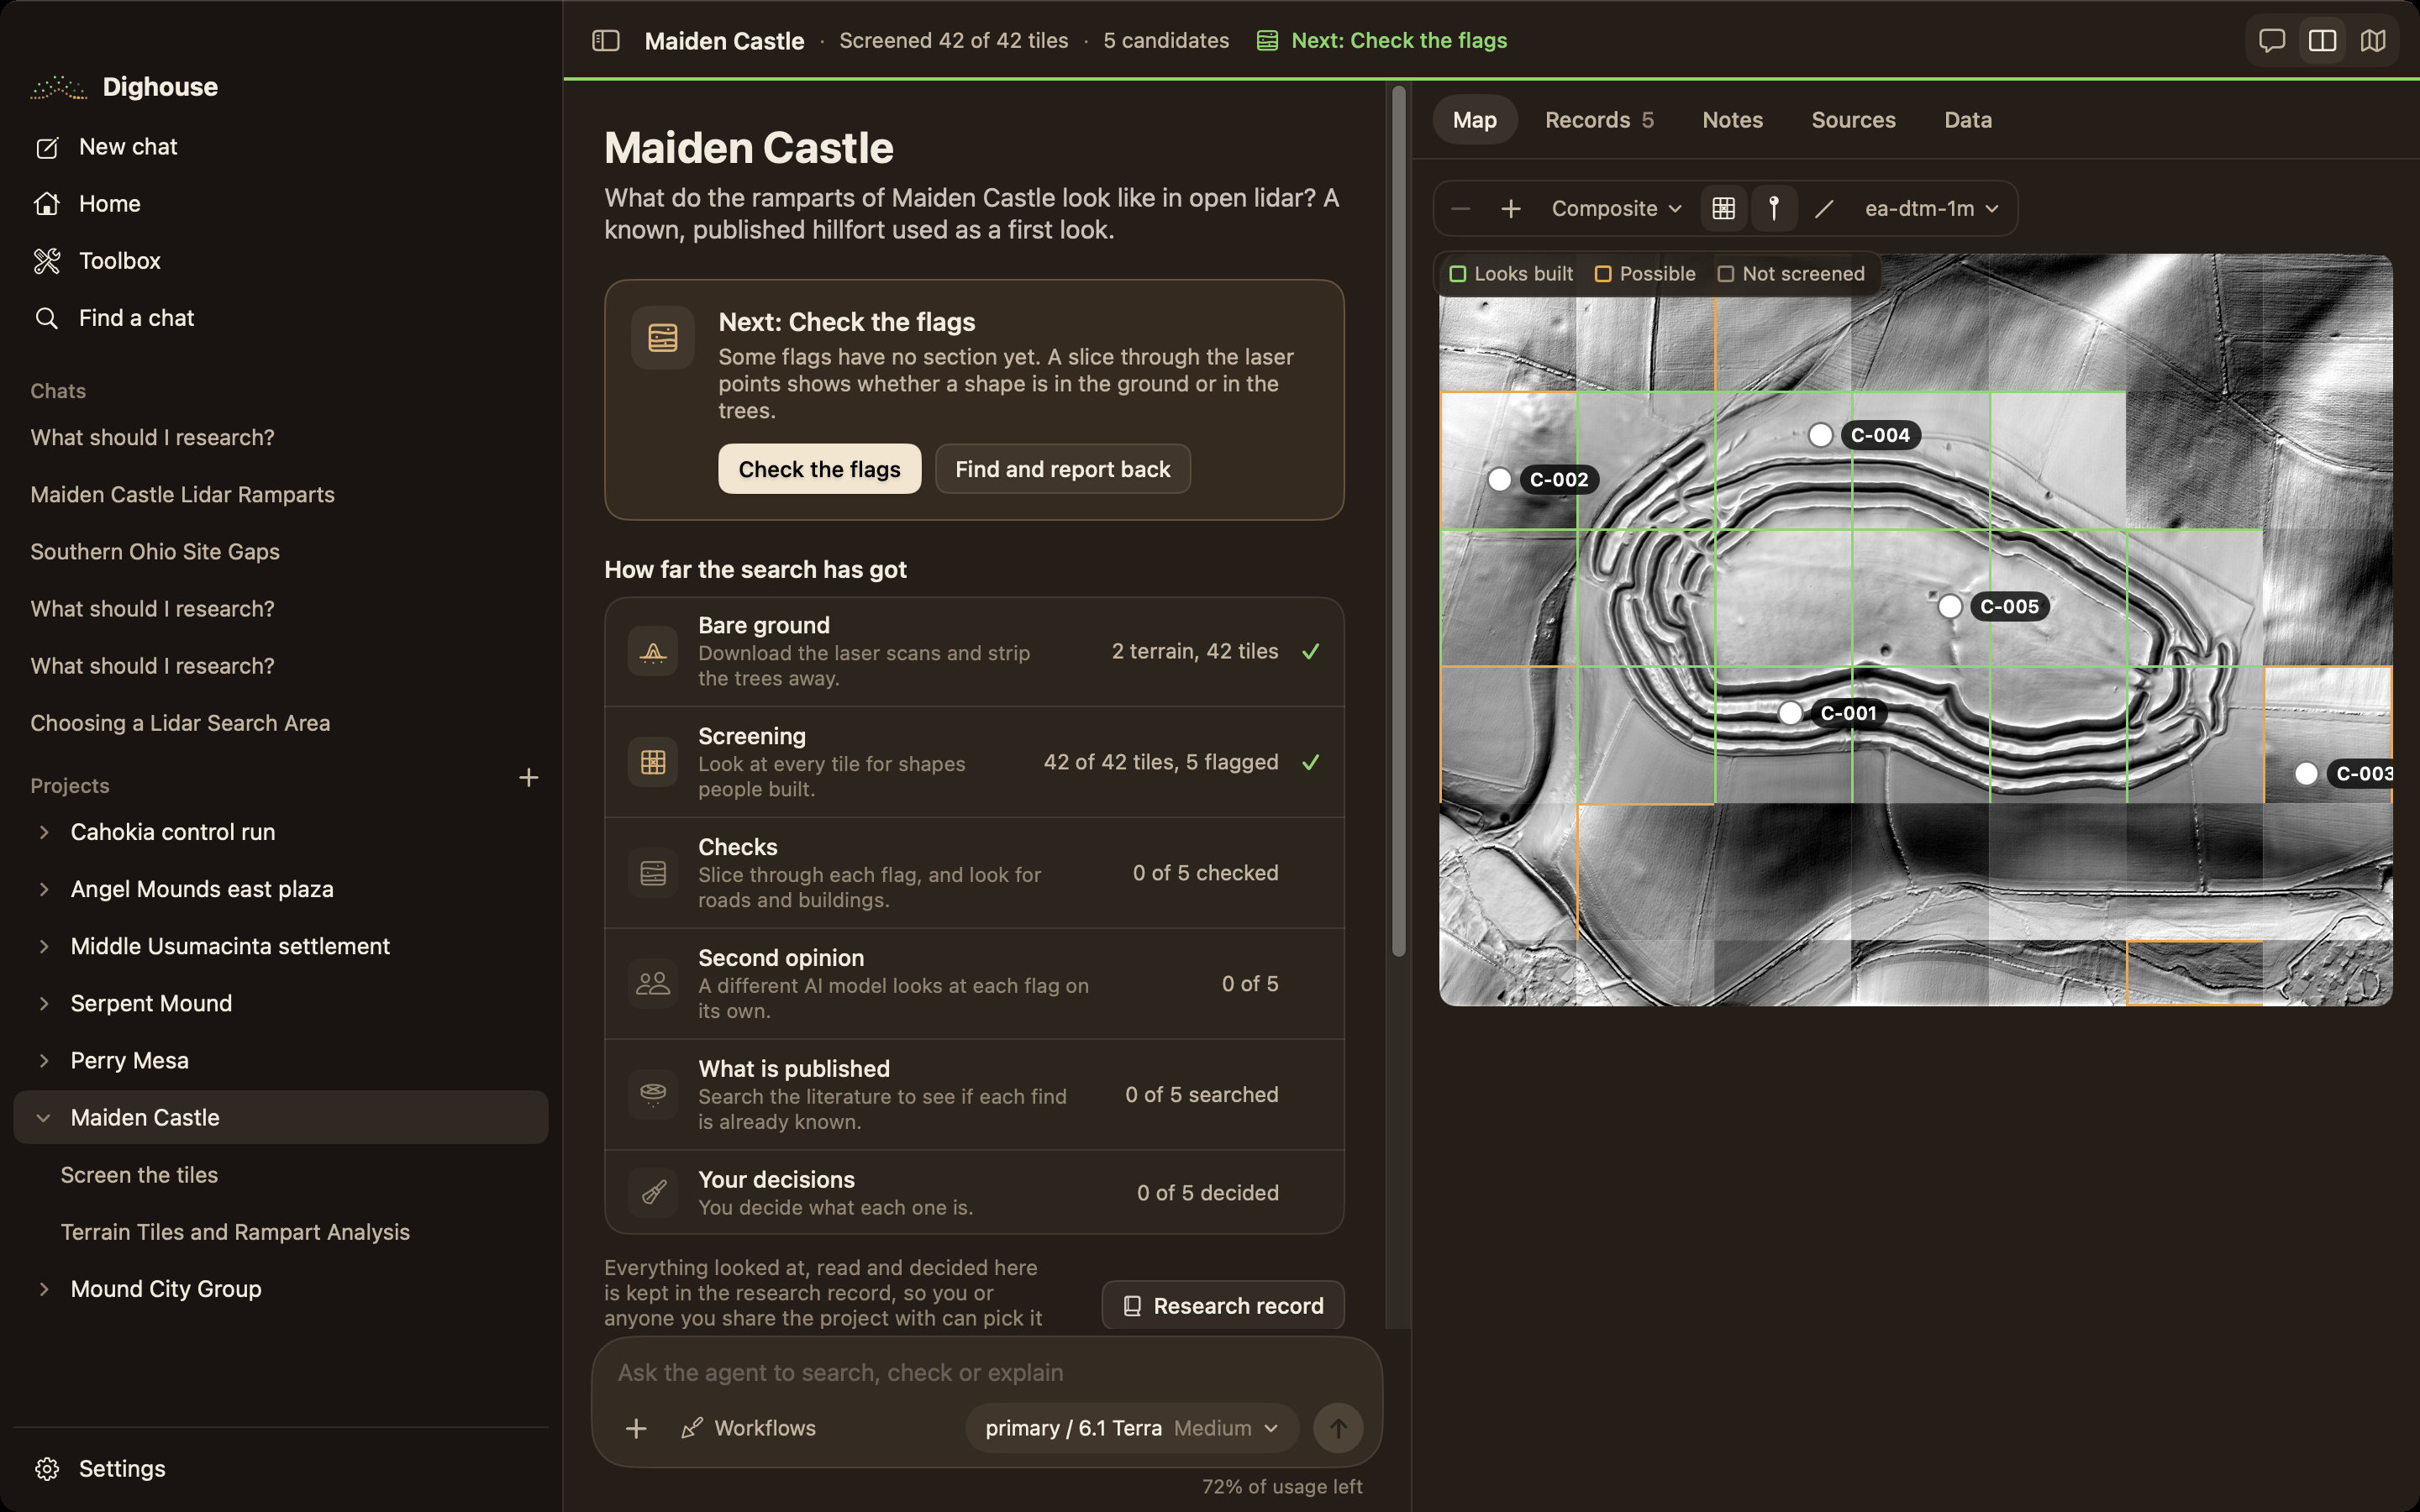 Dighouse
New chat
Home
Toolbox
Find a chat
Chats
What should I research?
Maiden Castle Lidar Ramparts
Southern Ohio Site Gaps
What should I research?
What should I research?
Choosing a Lidar Search Area
Projects
Cahokia control run
Angel Mounds east plaza
Middle Usumacinta settlement
Serpent Mound
Perry Mesa
Maiden Castle
Screen the tiles
Terrain Tiles and Rampart Analysis
Mound City Group
Settings
Maiden Castle · Screened 42 of 42 tiles · 5 candidates Next: Check the flags
Maiden Castle
What do the ramparts of Maiden Castle look like in open lidar? A
known, published hillfort used as a first look.
Next: Check the flags
Some flags have no section yet. A slice through the laser
points shows whether a shape is in the ground or in the
trees.
Check the flags Find and report back
How far the search has got
Bare ground
Download the laser scans and strip
the trees away.
2 terrain, 42 tiles
Screening
Look at every tile for shapes
people built.
42 of 42 tiles, 5 flagged
Checks
Slice through each flag, and look for
roads and buildings.
0 of 5 checked
Second opinion
A different AI model looks at each flag on
its own.
0 of 5
What is published
Search the literature to see if each find
is already known.
0 of 5 searched
Your decisions
You decide what each one is.
0 of 5 decided
Everything looked at, read and decided here
is kept in the research record, so you or
anyone you share the project with can pick it
Research record
Ask the agent to search, check or explain
Workflows
primary / 6.1 Terra Medium
72% of usage left
Map Records 5 Notes Sources Data
Composite ea-dtm-1m
Looks built Possible Not screened
C-004
C-002
C-005
C-001
C-003